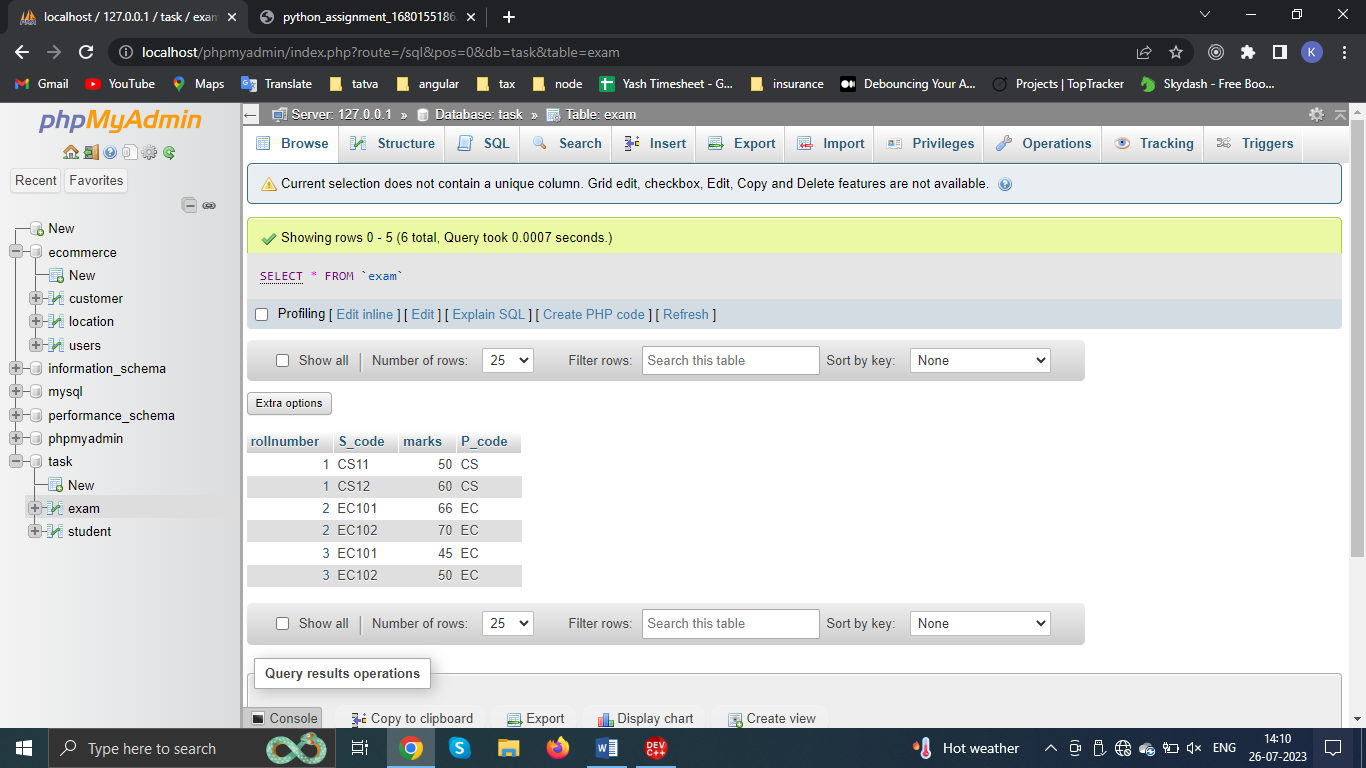 localhost / 127.0.0.1 / task / exam
python_assignment_1680155186.
localhost/phpmyadmin/index.php?route=/sql&pos=0&db=task&table=exam
K
Gmail YouTube Maps Translate tatva angular tax node Yash Timesheet - G... insurance Debouncing Your A... Projects | TopTracker Skydash - Free Boo...
phpMyAdmin
Recent Favorites
New
ecommerce
New
customer
location
users
information_schema
mysql
performance_schema
phpmyadmin
task
New
exam
student
Server: 127.0.0.1 » Database: task » Table: exam
Browse Structure SQL Search Insert Export Import Privileges Operations Tracking Triggers
Current selection does not contain a unique column. Grid edit, checkbox, Edit, Copy and Delete features are not available.
Showing rows 0 - 5 (6 total, Query took 0.0007 seconds.)
SELECT * FROM `exam`
Profiling [ Edit inline ] [ Edit ] [ Explain SQL ] [ Create PHP code ] [ Refresh ]
Show all | Number of rows: 25 Filter rows: Search this table Sort by key: None
Extra options
rollnumber S_code marks P_code
1 CS11 50 CS
1 CS12 60 CS
2 EC101 66 EC
2 EC102 70 EC
3 EC101 45 EC
3 EC102 50 EC
Show all | Number of rows: 25 Filter rows: Search this table Sort by key: None
Query results operations
Console Copy to clipboard Export Display chart Create view
Type here to search
DEV C++
Hot weather
ENG
14:10
26-07-2023